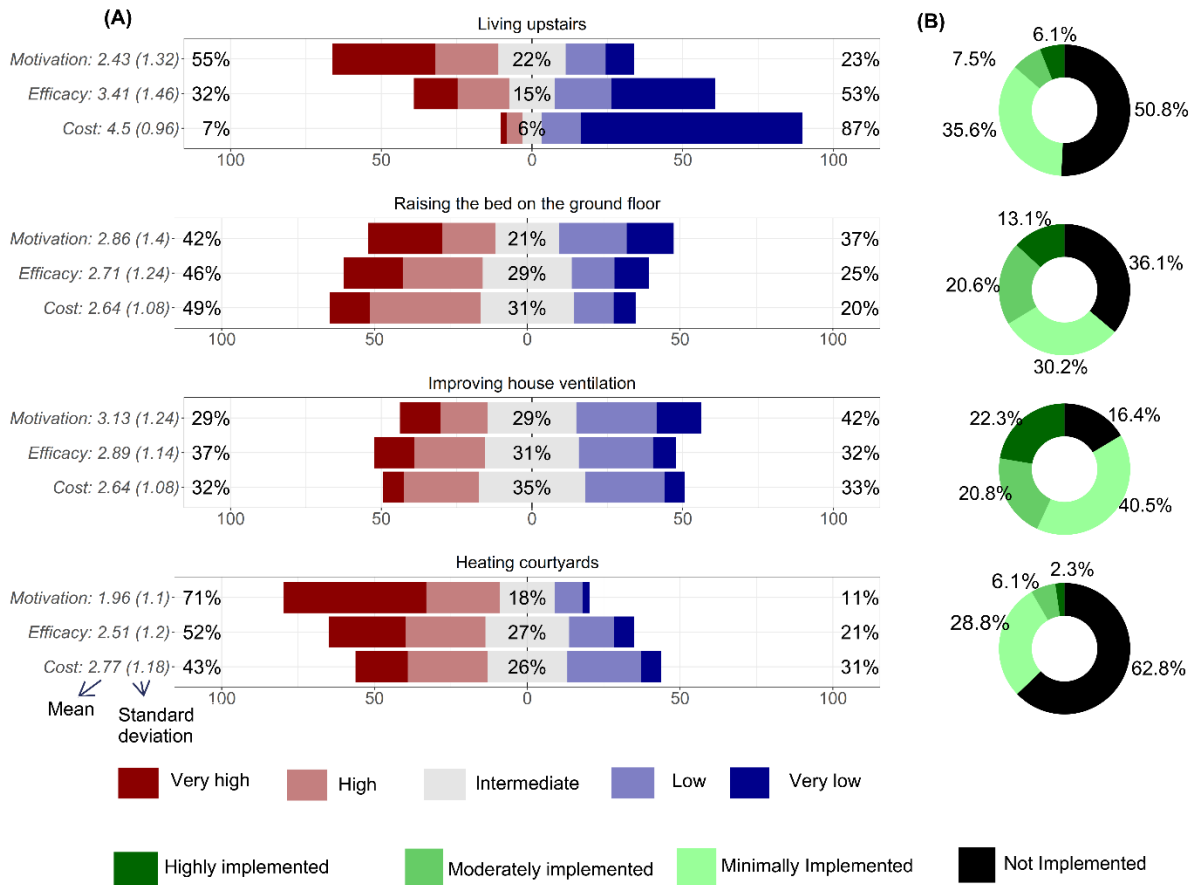 (A)
(B)
Living upstairs
Motivation: 2.43 (1.32) 55% 22% 23%
Efficacy: 3.41 (1.46) 32% 15% 53%
Cost: 4.5 (0.96) 7% 6% 87%
100 50 0 50 100
6.1%
7.5%
50.8%
35.6%
Raising the bed on the ground floor
Motivation: 2.86 (1.4) 42% 21% 37%
Efficacy: 2.71 (1.24) 46% 29% 25%
Cost: 2.64 (1.08) 49% 31% 20%
100 50 0 50 100
13.1%
36.1%
20.6%
30.2%
Improving house ventilation
Motivation: 3.13 (1.24) 29% 29% 42%
Efficacy: 2.89 (1.14) 37% 31% 32%
Cost: 2.64 (1.08) 32% 35% 33%
100 50 0 50 100
22.3%
16.4%
20.8%
40.5%
Heating courtyards
Motivation: 1.96 (1.1) 71% 18% 11%
Efficacy: 2.51 (1.2) 52% 27% 21%
Cost: 2.77 (1.18) 43% 26% 31%
100 50 0 50 100
2.3%
6.1%
28.8%
62.8%
Mean
Standard
deviation
Very high
High
Intermediate
Low
Very low
Highly implemented
Moderately implemented
Minimally Implemented
Not Implemented